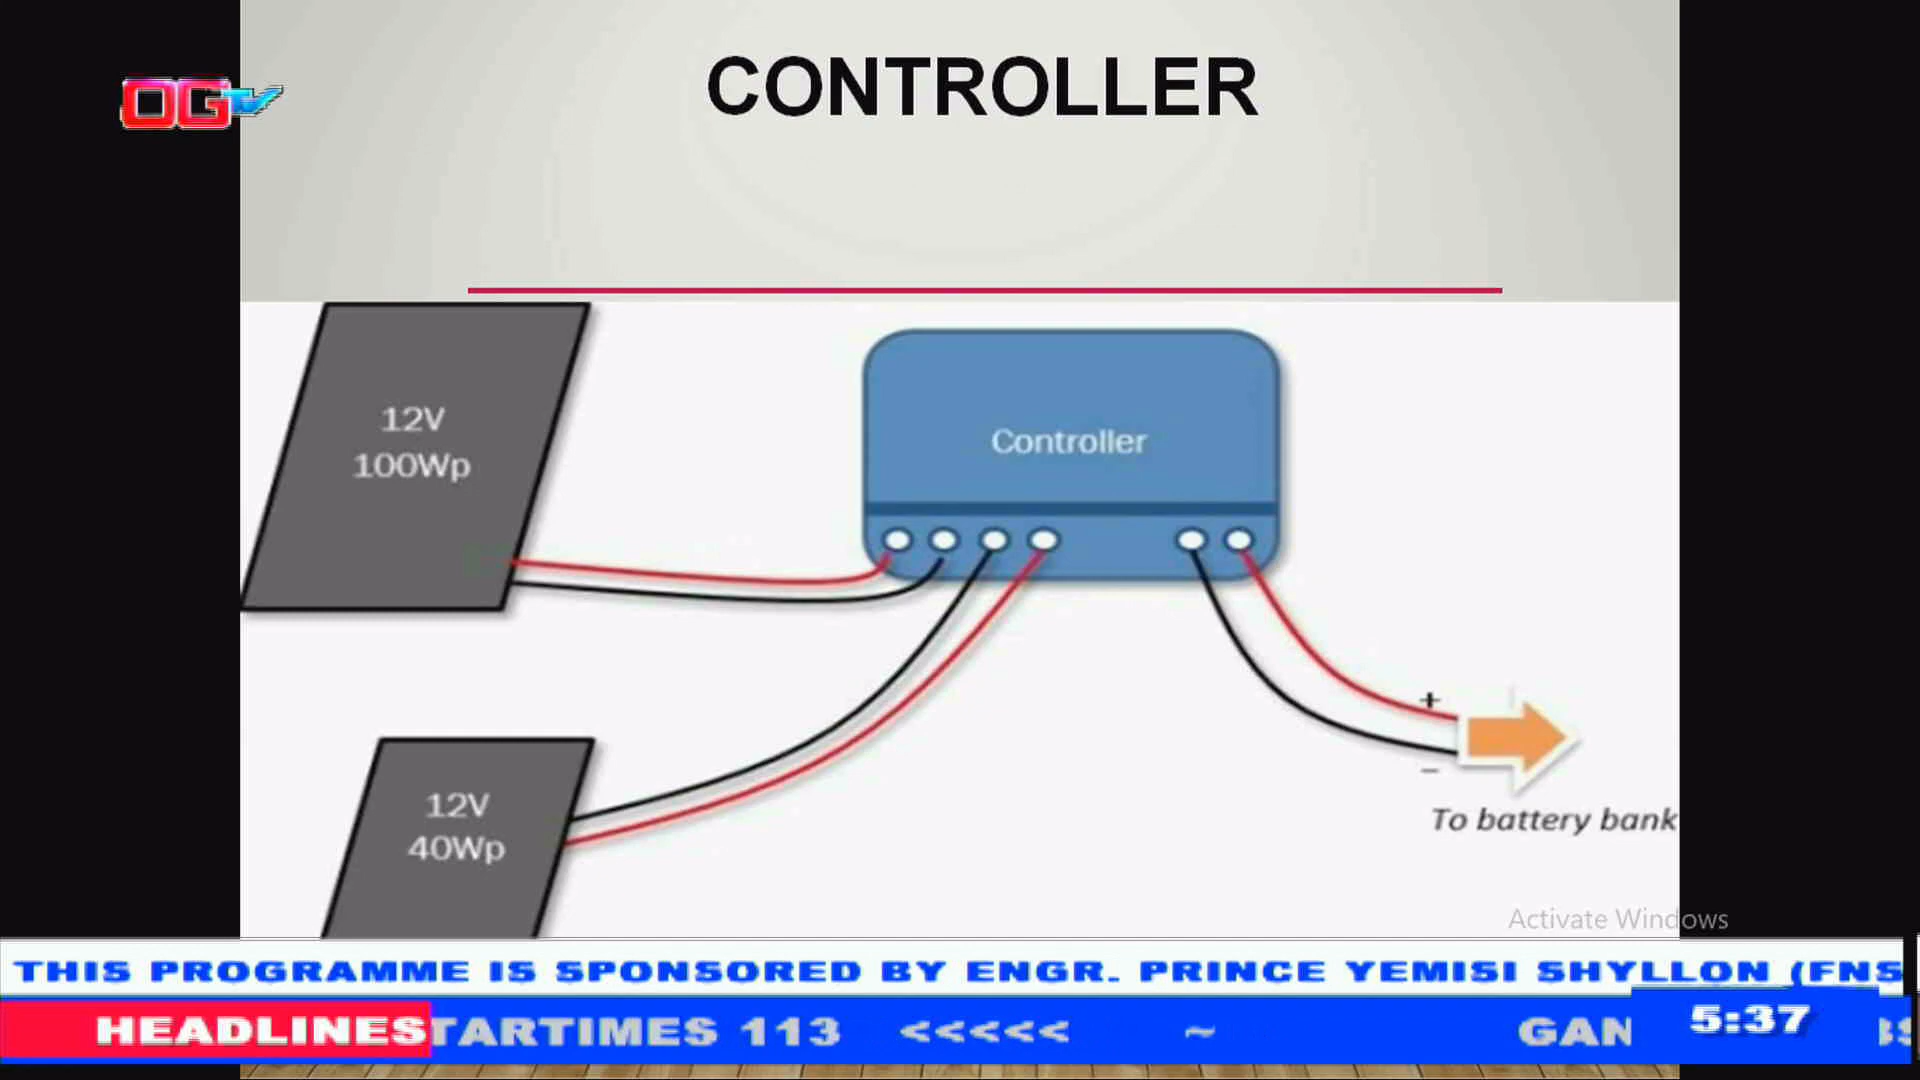 CONTROLLER
OGTV
12V
100Wp
Controller
+
−
To battery bank
12V
40Wp
Activate Windows
THIS PROGRAMME IS SPONSORED BY ENGR. PRINCE YEMISI SHYLLON (FNS
HEADLINES TARTIMES 113 <<<<< ~ GAN 5:37